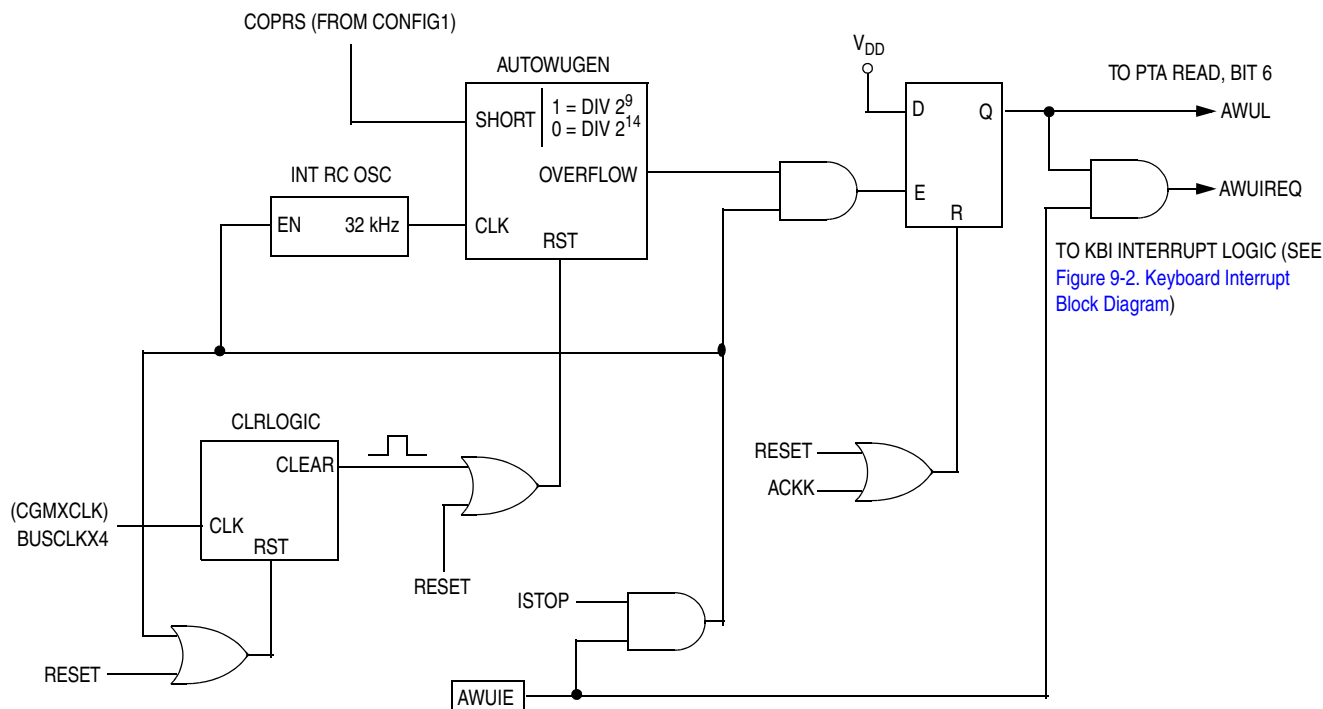 COPRS (FROM CONFIG1)
AUTOWUGEN
SHORT
1 = DIV 2^9
0 = DIV 2^14
OVERFLOW
CLK
RST
INT RC OSC
EN
32 kHz
V_DD
D
Q
E
R
TO PTA READ, BIT 6
AWUL
AWUIREQ
TO KBI INTERRUPT LOGIC (SEE
Figure 9-2. Keyboard Interrupt
Block Diagram)
CLRLOGIC
CLEAR
CLK
RST
(CGMXCLK)
BUSCLKX4
RESET
RESET
ACKK
RESET
ISTOP
AWUIE